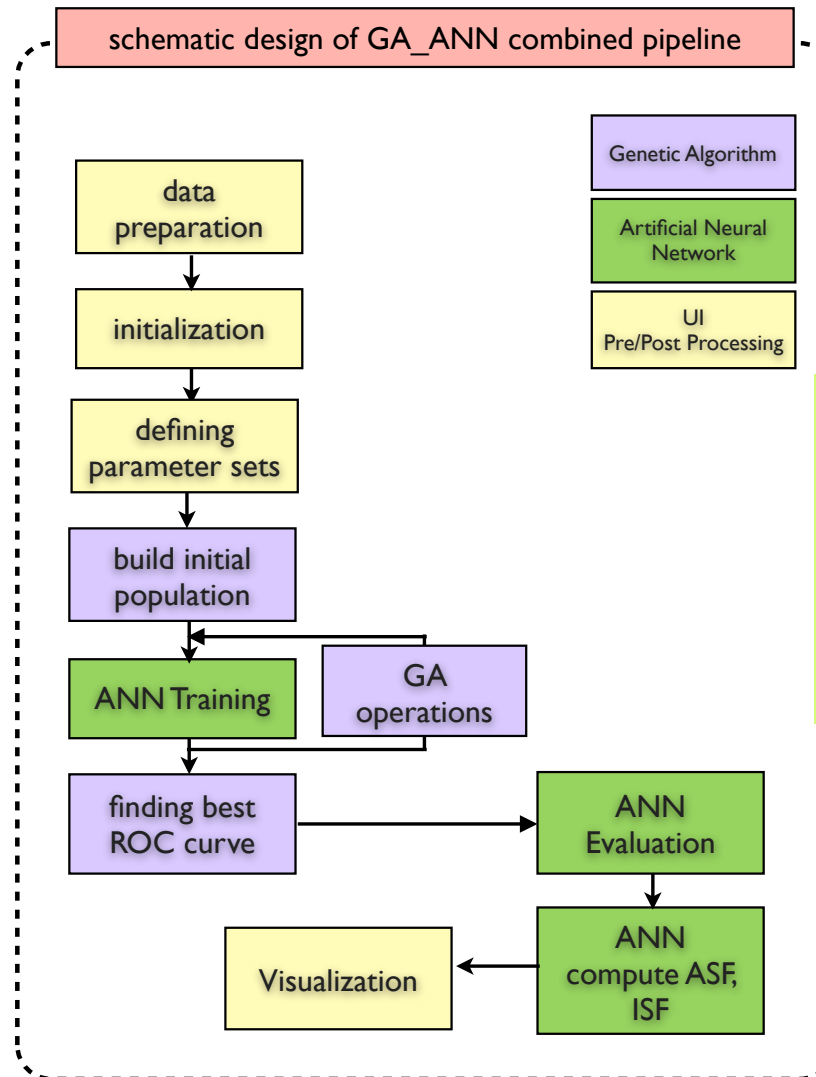 schematic design of GA_ANN combined pipeline
Genetic Algorithm
Artificial Neural
Network
UI
Pre/Post Processing
data
preparation
initialization
defining
parameter sets
build initial
population
ANN Training
GA
operations
finding best
ROC curve
ANN
Evaluation
ANN
compute ASF,
ISF
Visualization